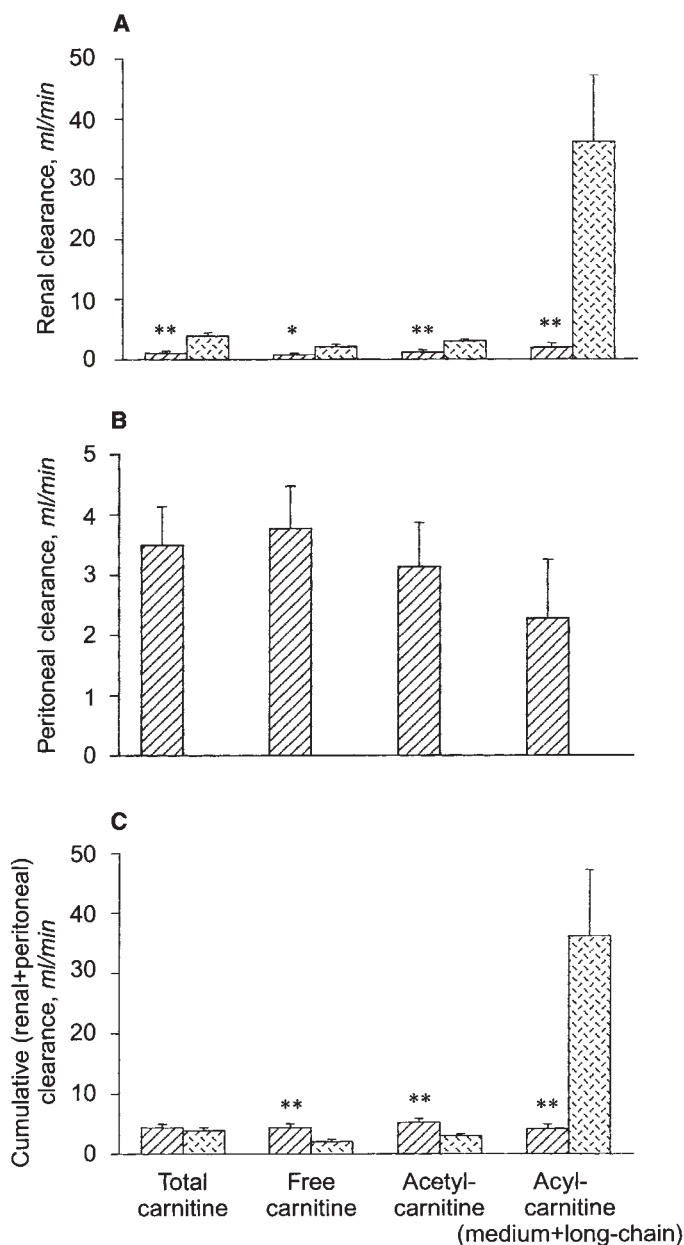 A
Renal clearance, ml/min
50
40
30
20
10
0
**
*
**
**
B
Peritoneal clearance, ml/min
5
4
3
2
1
0
C
Cumulative (renal+peritoneal)
clearance, ml/min
50
40
30
20
10
0
**
**
**
Total
carnitine
Free
carnitine
Acetyl-
carnitine
Acyl-
carnitine
(medium+long-chain)